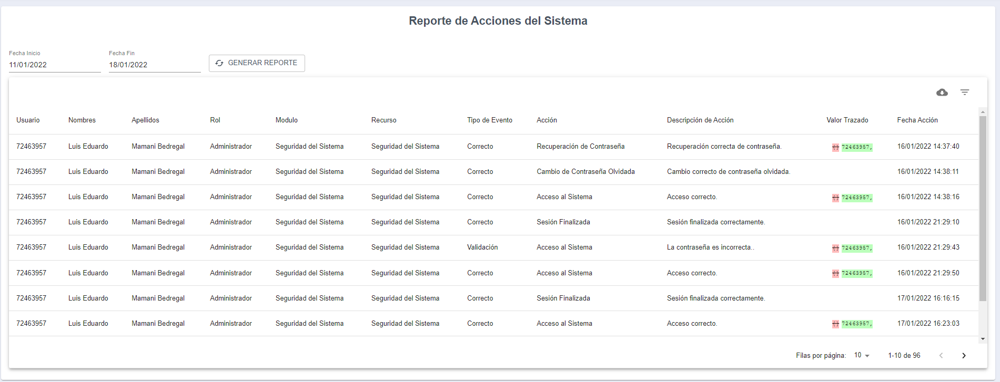 Reporte de Acciones del Sistema
Fecha Inicio Fecha Fin
11/01/2022 18/01/2022 GENERAR REPORTE
Usuario Nombres Apellidos Rol Modulo Recurso Tipo de Evento Acción Descripción de Acción Valor Trazado Fecha Acción
72463957 Luis Eduardo Mamani Bedregal Administrador Seguridad del Sistema Seguridad del Sistema Correcto Recuperación de Contraseña Recuperación correcta de contraseña. {} 72463957, 16/01/2022 14:37:40
72463957 Luis Eduardo Mamani Bedregal Administrador Seguridad del Sistema Seguridad del Sistema Correcto Cambio de Contraseña Olvidada Cambio correcto de contraseña olvidada. 16/01/2022 14:38:11
72463957 Luis Eduardo Mamani Bedregal Administrador Seguridad del Sistema Seguridad del Sistema Correcto Acceso al Sistema Acceso correcto. {} 72463957, 16/01/2022 14:38:16
72463957 Luis Eduardo Mamani Bedregal Administrador Seguridad del Sistema Seguridad del Sistema Correcto Sesión Finalizada Sesión finalizada correctamente. 16/01/2022 21:29:10
72463957 Luis Eduardo Mamani Bedregal Administrador Seguridad del Sistema Seguridad del Sistema Validación Acceso al Sistema La contraseña es incorrecta.. {} 72463957, 16/01/2022 21:29:43
72463957 Luis Eduardo Mamani Bedregal Administrador Seguridad del Sistema Seguridad del Sistema Correcto Acceso al Sistema Acceso correcto. {} 72463957, 16/01/2022 21:29:50
72463957 Luis Eduardo Mamani Bedregal Administrador Seguridad del Sistema Seguridad del Sistema Correcto Sesión Finalizada Sesión finalizada correctamente. 17/01/2022 16:16:15
72463957 Luis Eduardo Mamani Bedregal Administrador Seguridad del Sistema Seguridad del Sistema Correcto Acceso al Sistema Acceso correcto. {} 72463957, 17/01/2022 16:23:03
Filas por página: 10 1-10 de 96